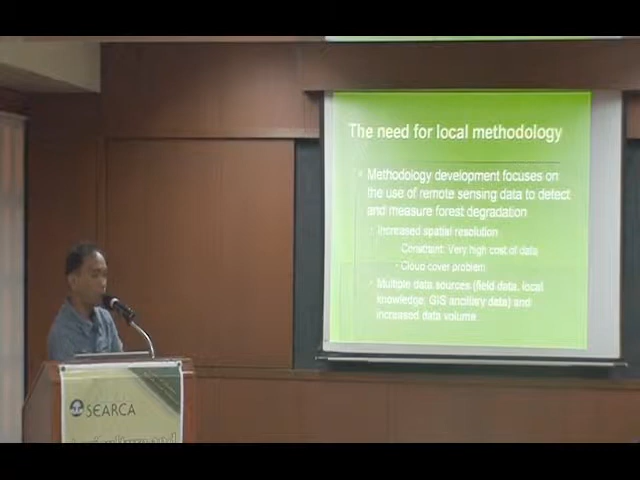 The need for local methodology
Methodology development focuses on
the use of remote sensing data to detect
and measure forest degradation
Increased spatial resolution
Constraint: Very high cost of data
Cloud cover problem
Multiple data sources (field data, local
knowledge, GIS ancillary data) and
increased data volume
SEARCA
Agriculture and